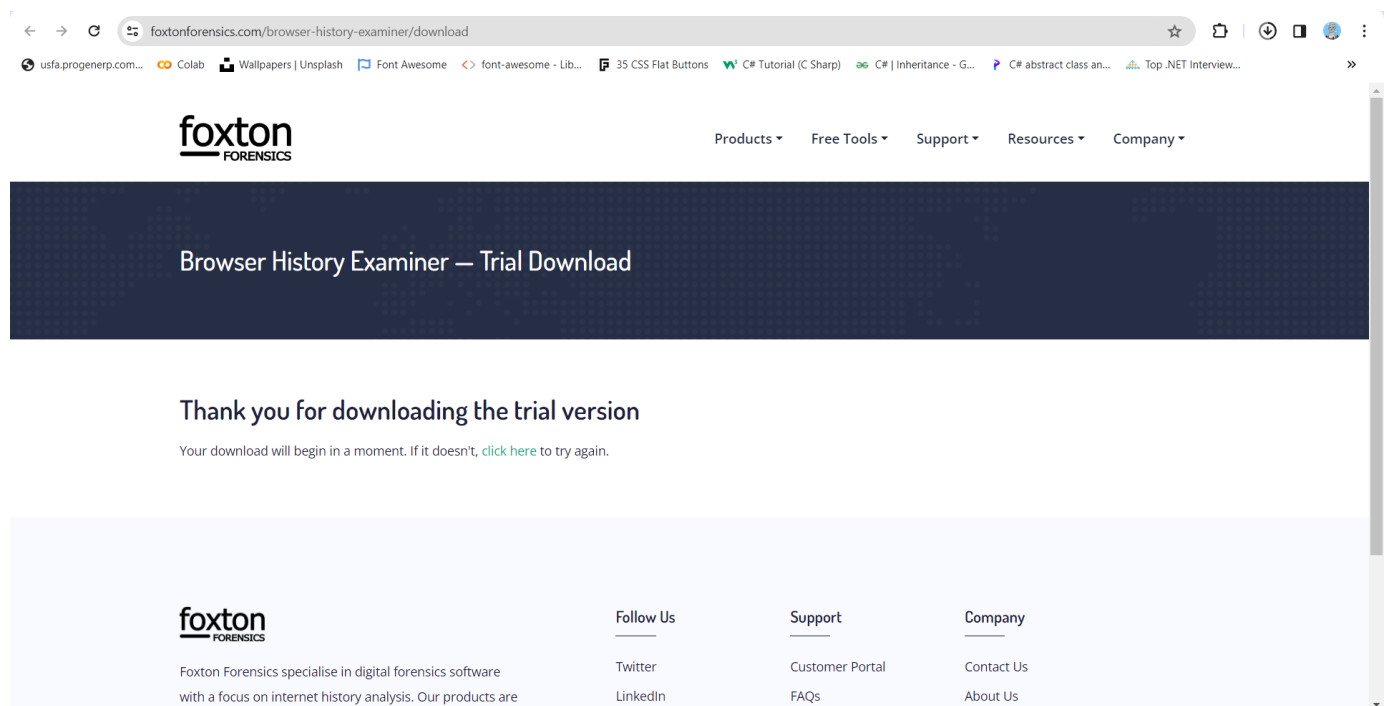 foxtonforensics.com/browser-history-examiner/download
usfa.progenerp.com... Colab Wallpapers | Unsplash Font Awesome font-awesome - Lib... 35 CSS Flat Buttons C# Tutorial (C Sharp) C# | Inheritance - G... C# abstract class an... Top .NET Interview... »
foxton
FORENSICS
Products Free Tools Support Resources Company
Browser History Examiner — Trial Download
Thank you for downloading the trial version
Your download will begin in a moment. If it doesn't, click here to try again.
foxton
FORENSICS
Foxton Forensics specialise in digital forensics software
with a focus on internet history analysis. Our products are
Follow Us
Twitter
LinkedIn
Support
Customer Portal
FAQs
Company
Contact Us
About Us